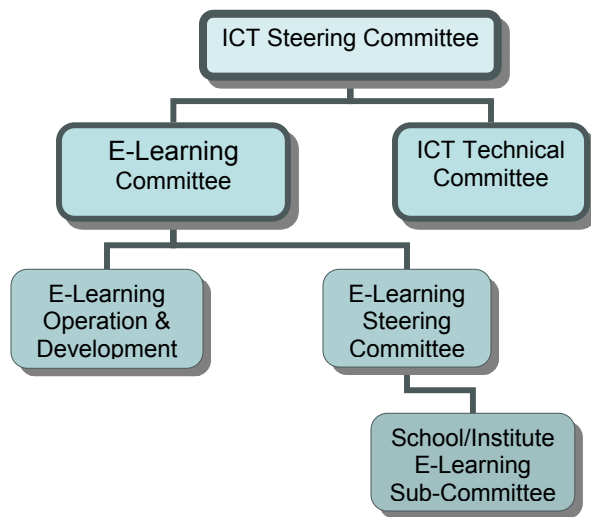 ICT Steering Committee
E-Learning
Committee
ICT Technical
Committee
E-Learning
Operation &
Development
E-Learning
Steering
Committee
School/Institute
E-Learning
Sub-Committee